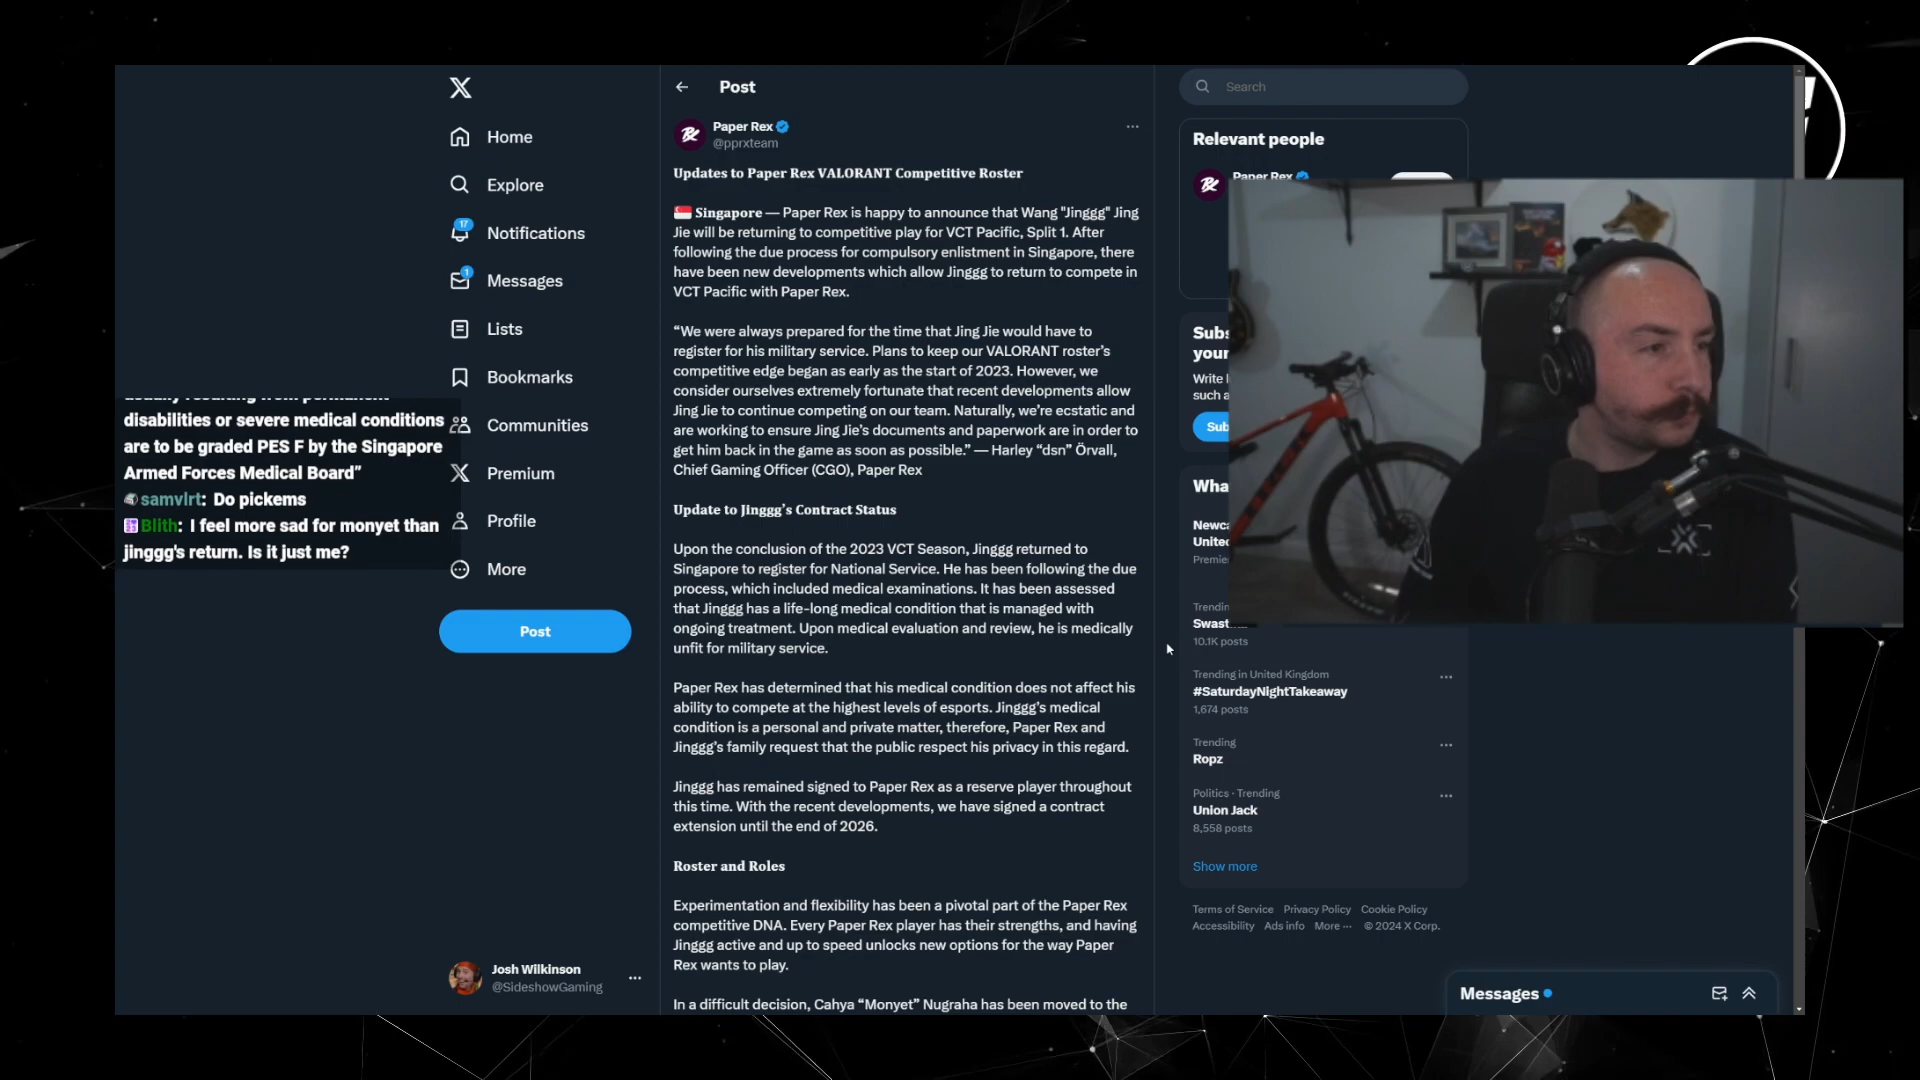 Home
Explore
17
Notifications
1
Messages
Lists
Bookmarks
Communities
Premium
Profile
More
Post
Josh Wilkinson
@SideshowGaming
disabilities or severe medical conditions
are to be graded PES F by the Singapore
Armed Forces Medical Board”
samvlrt: Do pickems
Blith: I feel more sad for monyet than
jinggg's return. Is it just me?
Post
Paper Rex
@pprxteam
Updates to Paper Rex VALORANT Competitive Roster
Singapore — Paper Rex is happy to announce that Wang "Jinggg" Jing
Jie will be returning to competitive play for VCT Pacific, Split 1. After
following the due process for compulsory enlistment in Singapore, there
have been new developments which allow Jinggg to return to compete in
VCT Pacific with Paper Rex.
“We were always prepared for the time that Jing Jie would have to
register for his military service. Plans to keep our VALORANT roster’s
competitive edge began as early as the start of 2023. However, we
consider ourselves extremely fortunate that recent developments allow
Jing Jie to continue competing on our team. Naturally, we’re ecstatic and
are working to ensure Jing Jie’s documents and paperwork are in order to
get him back in the game as soon as possible.” — Harley “dsn” Örvall,
Chief Gaming Officer (CGO), Paper Rex
Update to Jinggg’s Contract Status
Upon the conclusion of the 2023 VCT Season, Jinggg returned to
Singapore to register for National Service. He has been following the due
process, which included medical examinations. It has been assessed
that Jinggg has a life-long medical condition that is managed with
ongoing treatment. Upon medical evaluation and review, he is medically
unfit for military service.
Paper Rex has determined that his medical condition does not affect his
ability to compete at the highest levels of esports. Jinggg’s medical
condition is a personal and private matter, therefore, Paper Rex and
Jinggg’s family request that the public respect his privacy in this regard.
Jinggg has remained signed to Paper Rex as a reserve player throughout
this time. With the recent developments, we have signed a contract
extension until the end of 2026.
Roster and Roles
Experimentation and flexibility has been a pivotal part of the Paper Rex
competitive DNA. Every Paper Rex player has their strengths, and having
Jinggg active and up to speed unlocks new options for the way Paper
Rex wants to play.
In a difficult decision, Cahya “Monyet” Nugraha has been moved to the
Search
Relevant people
Paper Rex
Subs
your
Write
such a
Sub
Wha
Newca
United
Premie
Trendin
Swast
10.1K posts
Trending in United Kingdom
#SaturdayNightTakeaway
1,674 posts
Trending
Ropz
Politics · Trending
Union Jack
8,558 posts
Show more
Terms of Service Privacy Policy Cookie Policy
Accessibility Ads info More ··· © 2024 X Corp.
Messages